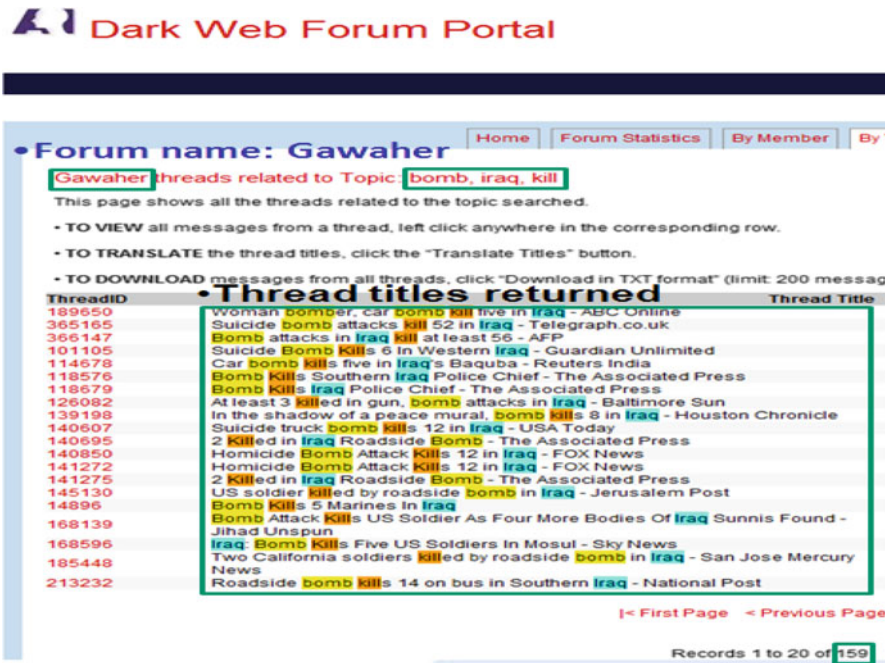 Dark Web Forum Portal
Home Forum Statistics By Member By
•Forum name: Gawaher
Gawaher threads related to Topic: bomb, iraq, kill
This page shows all the threads related to the topic searched.
• TO VIEW all messages from a thread, left click anywhere in the corresponding row.
• TO TRANSLATE the thread titles, click the "Translate Titles" button.
• TO DOWNLOAD messages from all threads, click "Download in TXT format" (limit: 200 messag
•Thread titles returned
ThreadID Thread Title
189650 Woman bomber, car bomb kill five in Iraq - ABC Online
365165 Suicide bomb attacks kill 52 in Iraq - Telegraph.co.uk
366147 Bomb attacks in Iraq kill at least 56 - AFP
101105 Suicide Bomb Kills 6 In Western Iraq - Guardian Unlimited
114678 Car bomb kills five in Iraq's Baquba - Reuters India
118576 Bomb Kills Southern Iraq Police Chief - The Associated Press
118679 Bomb Kills Iraq Police Chief - The Associated Press
126082 At least 3 killed in gun, bomb attacks in Iraq - Baltimore Sun
139198 In the shadow of a peace mural, bomb kills 8 in Iraq - Houston Chronicle
140607 Suicide truck bomb kills 12 in Iraq - USA Today
140695 2 Killed in Iraq Roadside Bomb - The Associated Press
140850 Homicide Bomb Attack Kills 12 in Iraq - FOX News
141272 Homicide Bomb Attack Kills 12 in Iraq - FOX News
141275 2 Killed in Iraq Roadside Bomb - The Associated Press
145130 US soldier killed by roadside bomb in Iraq - Jerusalem Post
14896 Bomb Kills 5 Marines In Iraq
168139 Bomb Attack Kills US Soldier As Four More Bodies Of Iraq Sunnis Found -
Jihad Unspun
168596 Iraq: Bomb Kills Five US Soldiers In Mosul - Sky News
185448 Two California soldiers killed by roadside bomb in Iraq - San Jose Mercury
News
213232 Roadside bomb kills 14 on bus in Southern Iraq - National Post
|< First Page < Previous Page
Records 1 to 20 of 159